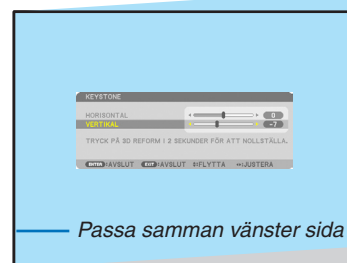 KEYSTONE
HORISONTAL 0
VERTIKAL -7
TRYCK PÅ 3D REFORM I 2 SEKUNDER FÖR ATT NOLLSTÄLLA.
ENTER :AVSLUT EXIT :AVSLUT ↕:FLYTTA ↔:JUSTERA
Passa samman vänster sida